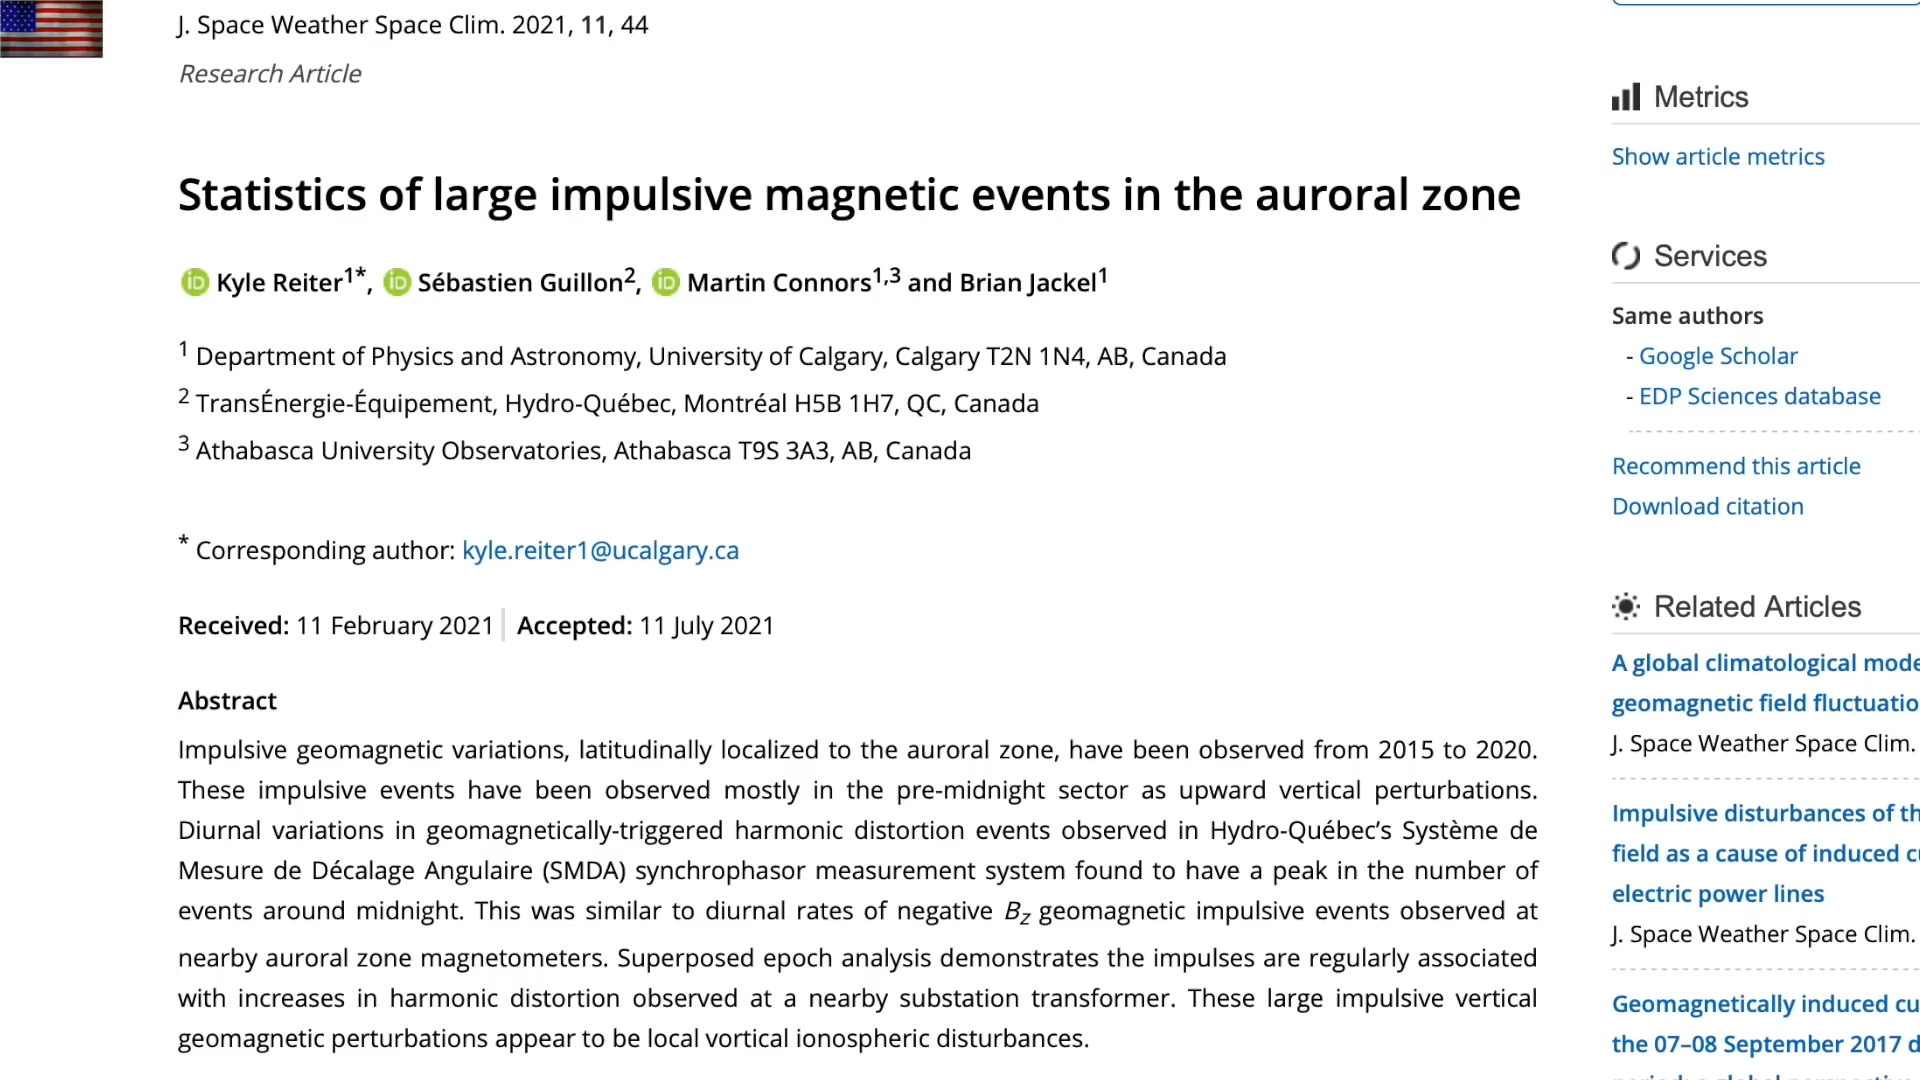 J. Space Weather Space Clim. 2021, 11, 44
Research Article
Statistics of large impulsive magnetic events in the auroral zone
iD Kyle Reiter1*, iD Sébastien Guillon2, iD Martin Connors1,3 and Brian Jackel1
1 Department of Physics and Astronomy, University of Calgary, Calgary T2N 1N4, AB, Canada
2 TransÉnergie-Équipement, Hydro-Québec, Montréal H5B 1H7, QC, Canada
3 Athabasca University Observatories, Athabasca T9S 3A3, AB, Canada
* Corresponding author: kyle.reiter1@ucalgary.ca
Received: 11 February 2021 Accepted: 11 July 2021
Abstract
Impulsive geomagnetic variations, latitudinally localized to the auroral zone, have been observed from 2015 to 2020.
These impulsive events have been observed mostly in the pre-midnight sector as upward vertical perturbations.
Diurnal variations in geomagnetically-triggered harmonic distortion events observed in Hydro-Québec’s Système de
Mesure de Décalage Angulaire (SMDA) synchrophasor measurement system found to have a peak in the number of
events around midnight. This was similar to diurnal rates of negative Bz geomagnetic impulsive events observed at
nearby auroral zone magnetometers. Superposed epoch analysis demonstrates the impulses are regularly associated
with increases in harmonic distortion observed at a nearby substation transformer. These large impulsive vertical
geomagnetic perturbations appear to be local vortical ionospheric disturbances.
Metrics
Show article metrics
Services
Same authors
- Google Scholar
- EDP Sciences database
Recommend this article
Download citation
Related Articles
A global climatological mode
geomagnetic field fluctuatio
J. Space Weather Space Clim.
Impulsive disturbances of th
field as a cause of induced cu
electric power lines
J. Space Weather Space Clim.
Geomagnetically induced cu
the 07–08 September 2017 d